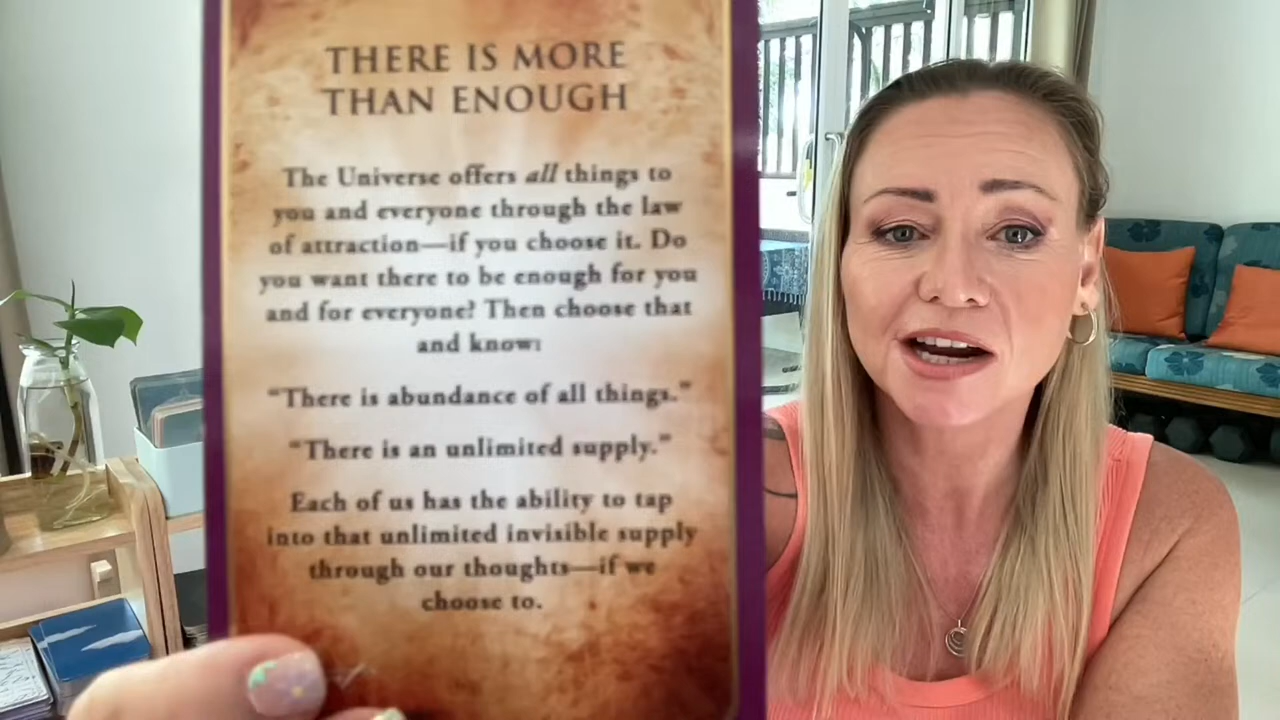 THERE IS MORE
THAN ENOUGH
The Universe offers all things to
you and everyone through the law
of attraction—if you choose it. Do
you want there to be enough for you
and for everyone? Then choose that
and know:
“There is abundance of all things.”
“There is an unlimited supply.”
Each of us has the ability to tap
into that unlimited invisible supply
through our thoughts—if we
choose to.